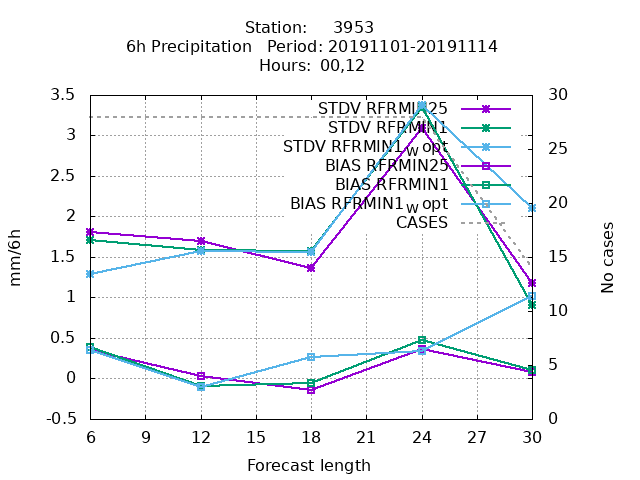 Station: 3953
6h Precipitation Period: 20191101-20191114
Hours: 00,12
3.5
3
2.5
2
1.5
1
0.5
0
-0.5
mm/6h
30
25
20
15
10
5
0
No cases
STDV RFRMIN25
STDV RFRMIN1
STDV RFRMIN1w opt
BIAS RFRMIN25
BIAS RFRMIN1
BIAS RFRMIN1w opt
CASES
6 9 12 15 18 21 24 27 30
Forecast length